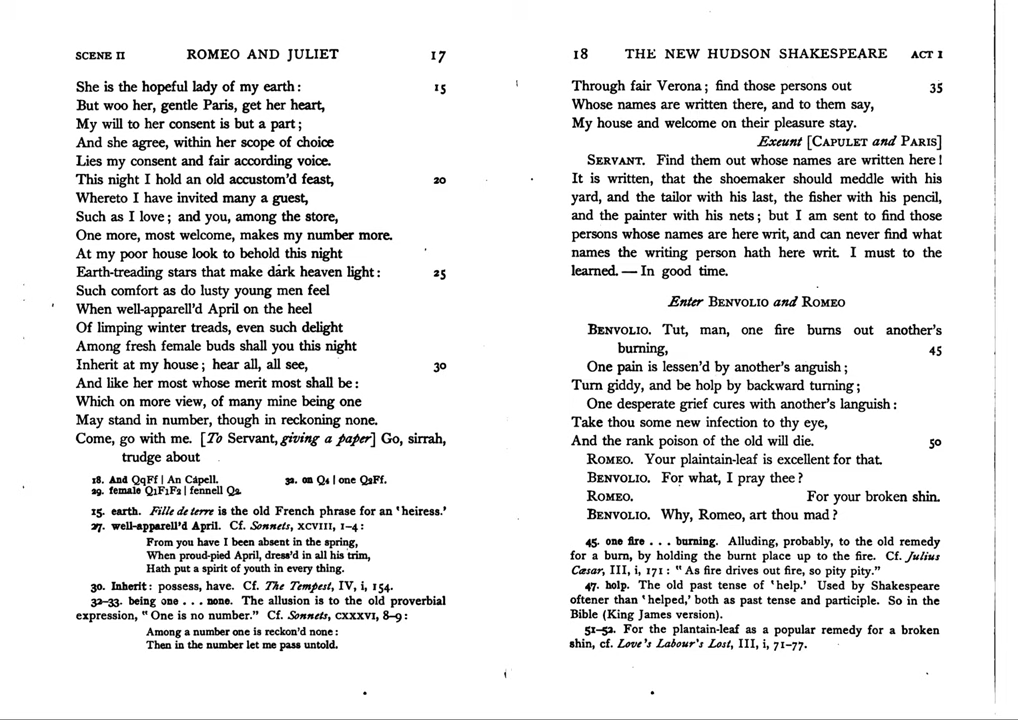 SCENE II ROMEO AND JULIET 17
She is the hopeful lady of my earth: 15
But woo her, gentle Paris, get her heart,
My will to her consent is but a part;
And she agree, within her scope of choice
Lies my consent and fair according voice.
This night I hold an old accustom'd feast, 20
Whereto I have invited many a guest,
Such as I love; and you, among the store,
One more, most welcome, makes my number more.
At my poor house look to behold this night
Earth-treading stars that make dark heaven light: 25
Such comfort as do lusty young men feel
When well-apparell'd April on the heel
Of limping winter treads, even such delight
Among fresh female buds shall you this night
Inherit at my house; hear all, all see, 30
And like her most whose merit most shall be:
Which on more view, of many mine being one
May stand in number, though in reckoning none.
Come, go with me. [To Servant, giving a paper] Go, sirrah,
trudge about
18. And QqFf | An Capell. 32. on Q4 | one Q2Ff.
29. female Q1F1F2 | fennell Q2.
15. earth. Fille de terre is the old French phrase for an 'heiress.'
27. well-apparell'd April. Cf. Sonnets, XCVIII, 1-4:
From you have I been absent in the spring,
When proud-pied April, dress'd in all his trim,
Hath put a spirit of youth in every thing.
30. Inherit: possess, have. Cf. The Tempest, IV, i, 154.
32-33. being one . . . none. The allusion is to the old proverbial
expression, "One is no number." Cf. Sonnets, CXXXVI, 8-9:
Among a number one is reckon'd none:
Then in the number let me pass untold.
18 THE NEW HUDSON SHAKESPEARE ACT I
Through fair Verona; find those persons out 35
Whose names are written there, and to them say,
My house and welcome on their pleasure stay.
Exeunt [CAPULET and PARIS]
SERVANT. Find them out whose names are written here!
It is written, that the shoemaker should meddle with his
yard, and the tailor with his last, the fisher with his pencil,
and the painter with his nets; but I am sent to find those
persons whose names are here writ, and can never find what
names the writing person hath here writ. I must to the
learned. — In good time.
Enter BENVOLIO and ROMEO
BENVOLIO. Tut, man, one fire burns out another's
burning, 45
One pain is lessen'd by another's anguish;
Turn giddy, and be holp by backward turning;
One desperate grief cures with another's languish:
Take thou some new infection to thy eye,
And the rank poison of the old will die. 50
ROMEO. Your plaintain-leaf is excellent for that.
BENVOLIO. For what, I pray thee?
ROMEO. For your broken shin.
BENVOLIO. Why, Romeo, art thou mad?
45. one fire . . . burning. Alluding, probably, to the old remedy
for a burn, by holding the burnt place up to the fire. Cf. Julius
Cæsar, III, i, 171: "As fire drives out fire, so pity pity."
47. holp. The old past tense of 'help.' Used by Shakespeare
oftener than 'helped,' both as past tense and participle. So in the
Bible (King James version).
51-52. For the plantain-leaf as a popular remedy for a broken
shin, cf. Love's Labour's Lost, III, i, 71-77.